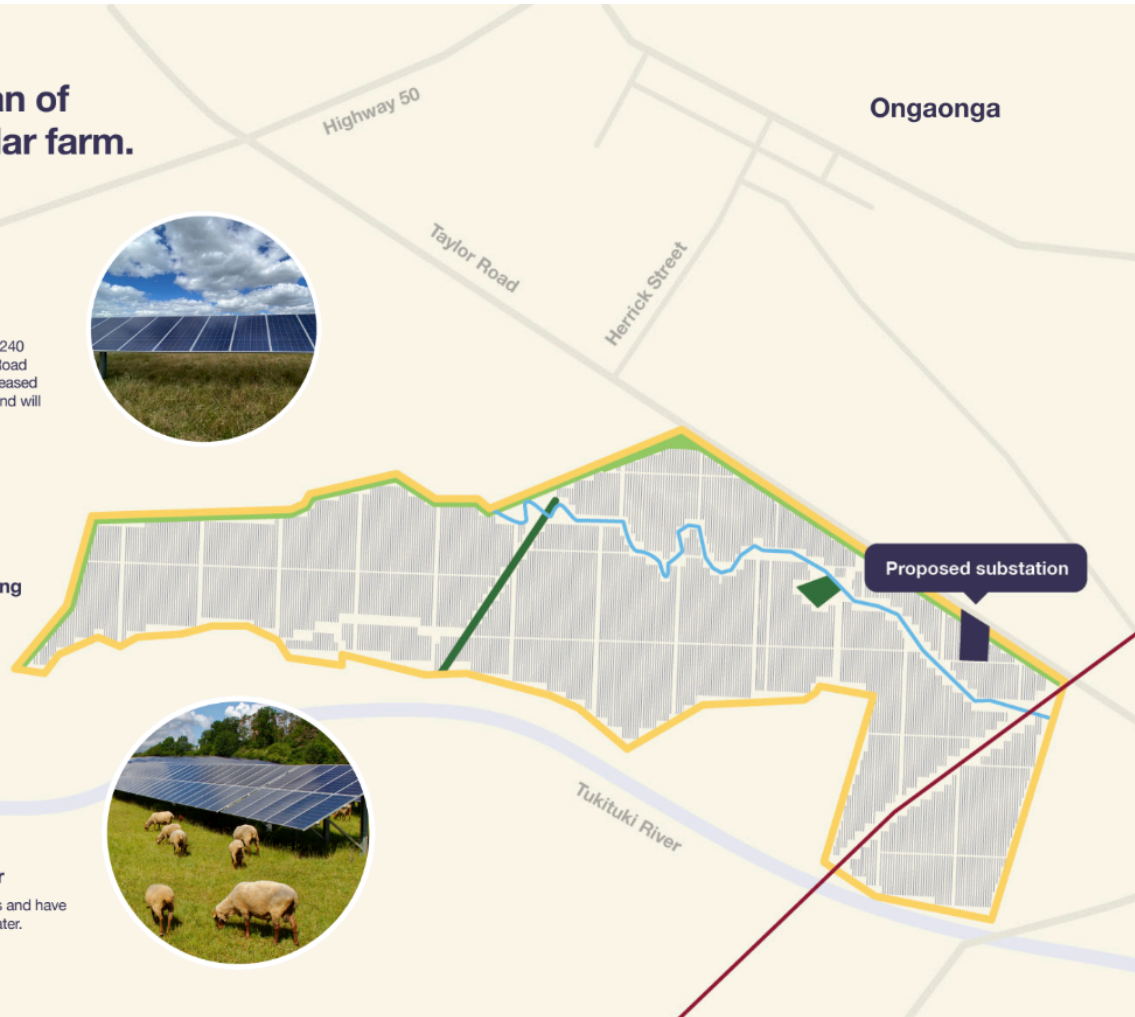 an of
lar farm.
Highway 50
Ongaonga
Taylor Road
Herrick Street
240
Road
eased
nd will
Proposed substation
ng
Tukituki River
r
s and have
ater.